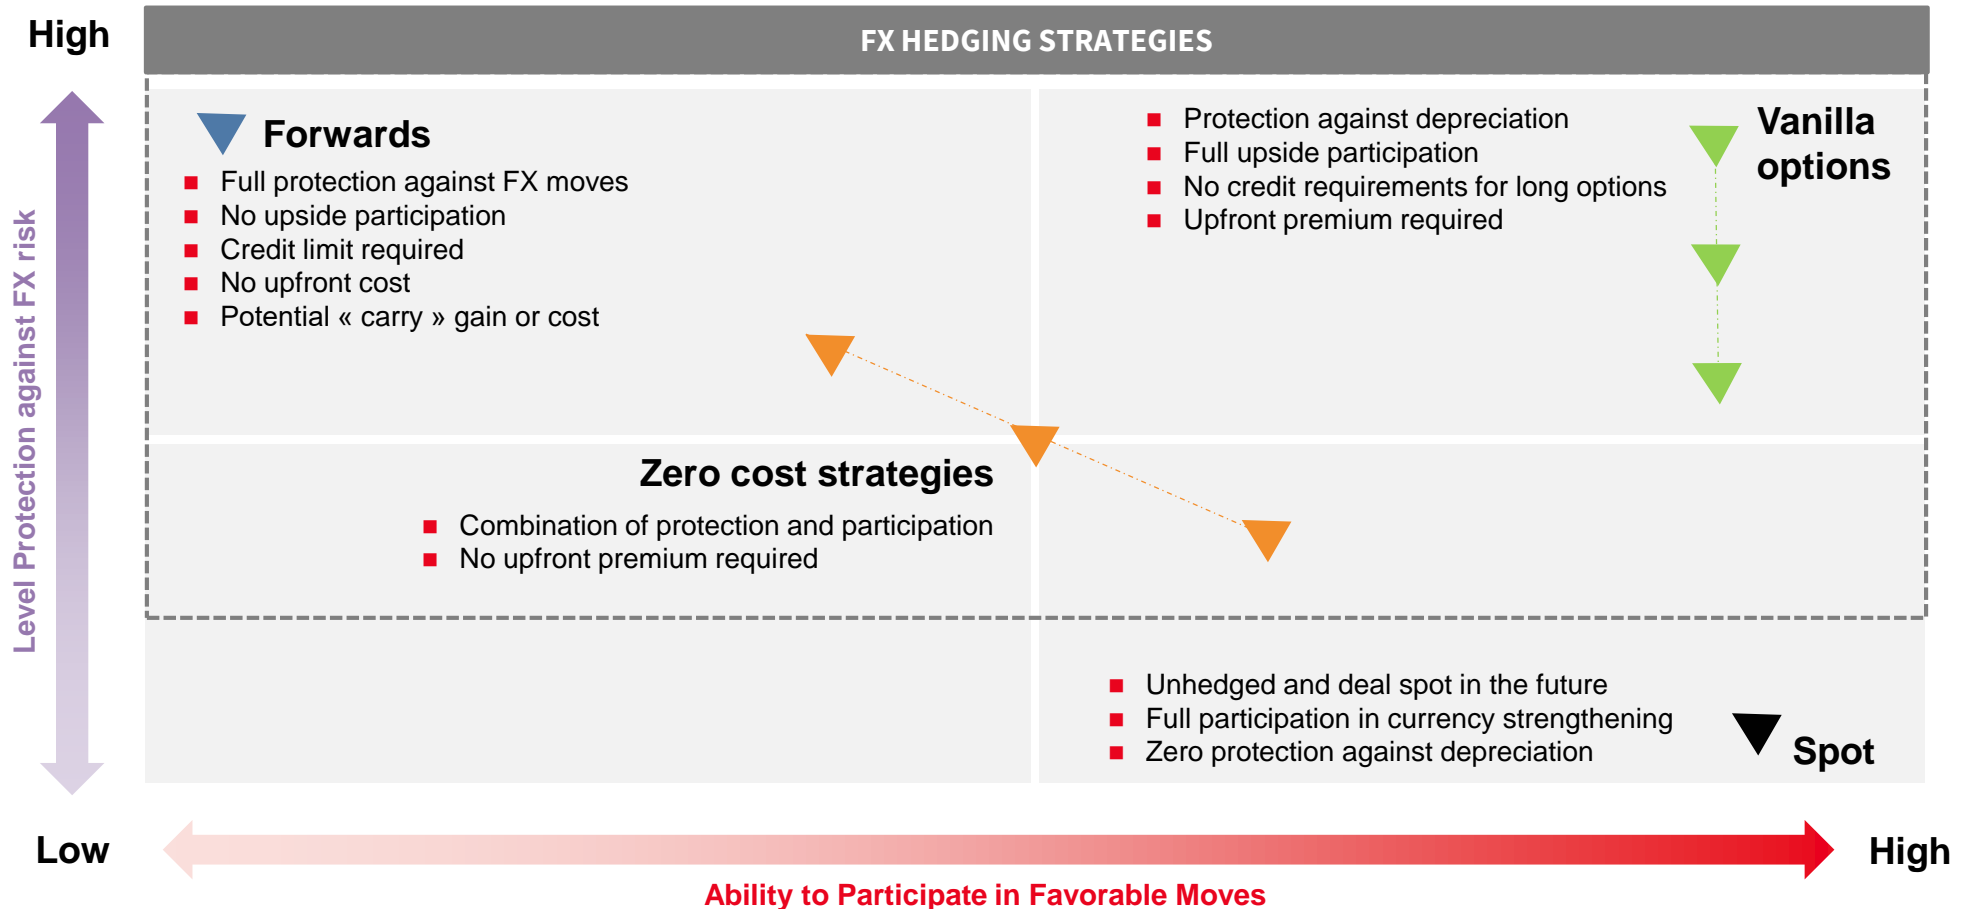 High
FX HEDGING STRATEGIES
Level Protection against FX risk
Forwards
Full protection against FX moves
No upside participation
Credit limit required
No upfront cost
Potential « carry » gain or cost
Protection against depreciation
Full upside participation
No credit requirements for long options
Upfront premium required
Vanilla
options
Zero cost strategies
Combination of protection and participation
No upfront premium required
Unhedged and deal spot in the future
Full participation in currency strengthening
Zero protection against depreciation
Spot
Low
High
Ability to Participate in Favorable Moves